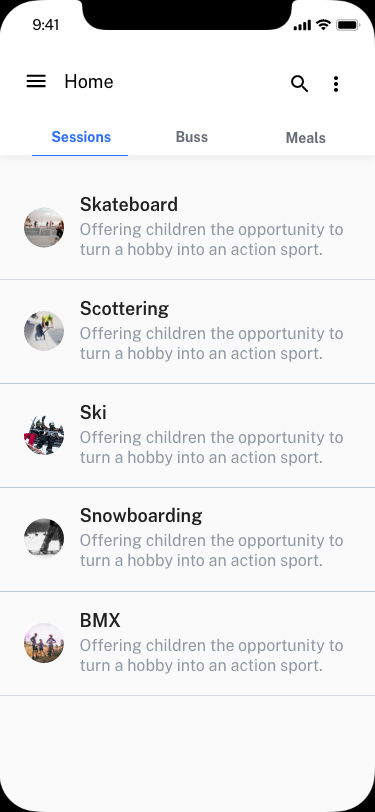 9:41
Home
Sessions Buss Meals
Skateboard
Offering children the opportunity to
turn a hobby into an action sport.
Scottering
Offering children the opportunity to
turn a hobby into an action sport.
Ski
Offering children the opportunity to
turn a hobby into an action sport.
Snowboarding
Offering children the opportunity to
turn a hobby into an action sport.
BMX
Offering children the opportunity to
turn a hobby into an action sport.